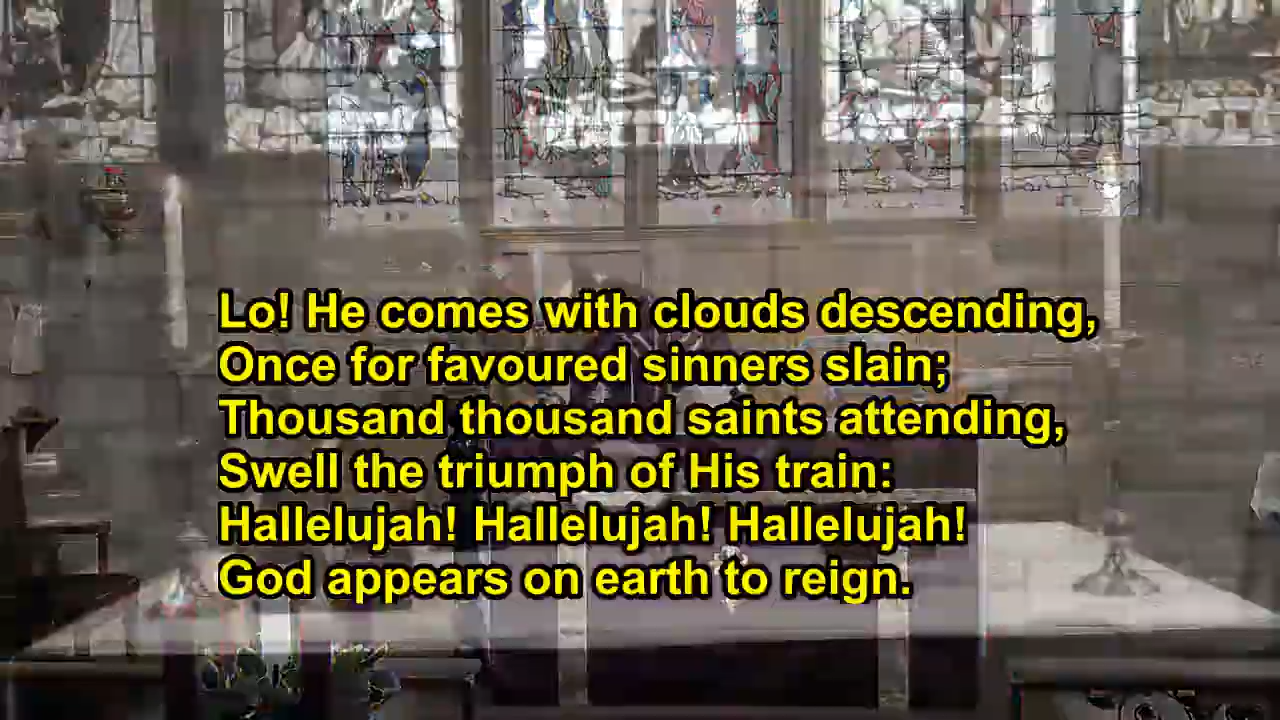 Lo! He comes with clouds descending,
Once for favoured sinners slain;
Thousand thousand saints attending,
Swell the triumph of His train:
Hallelujah! Hallelujah! Hallelujah!
God appears on earth to reign.